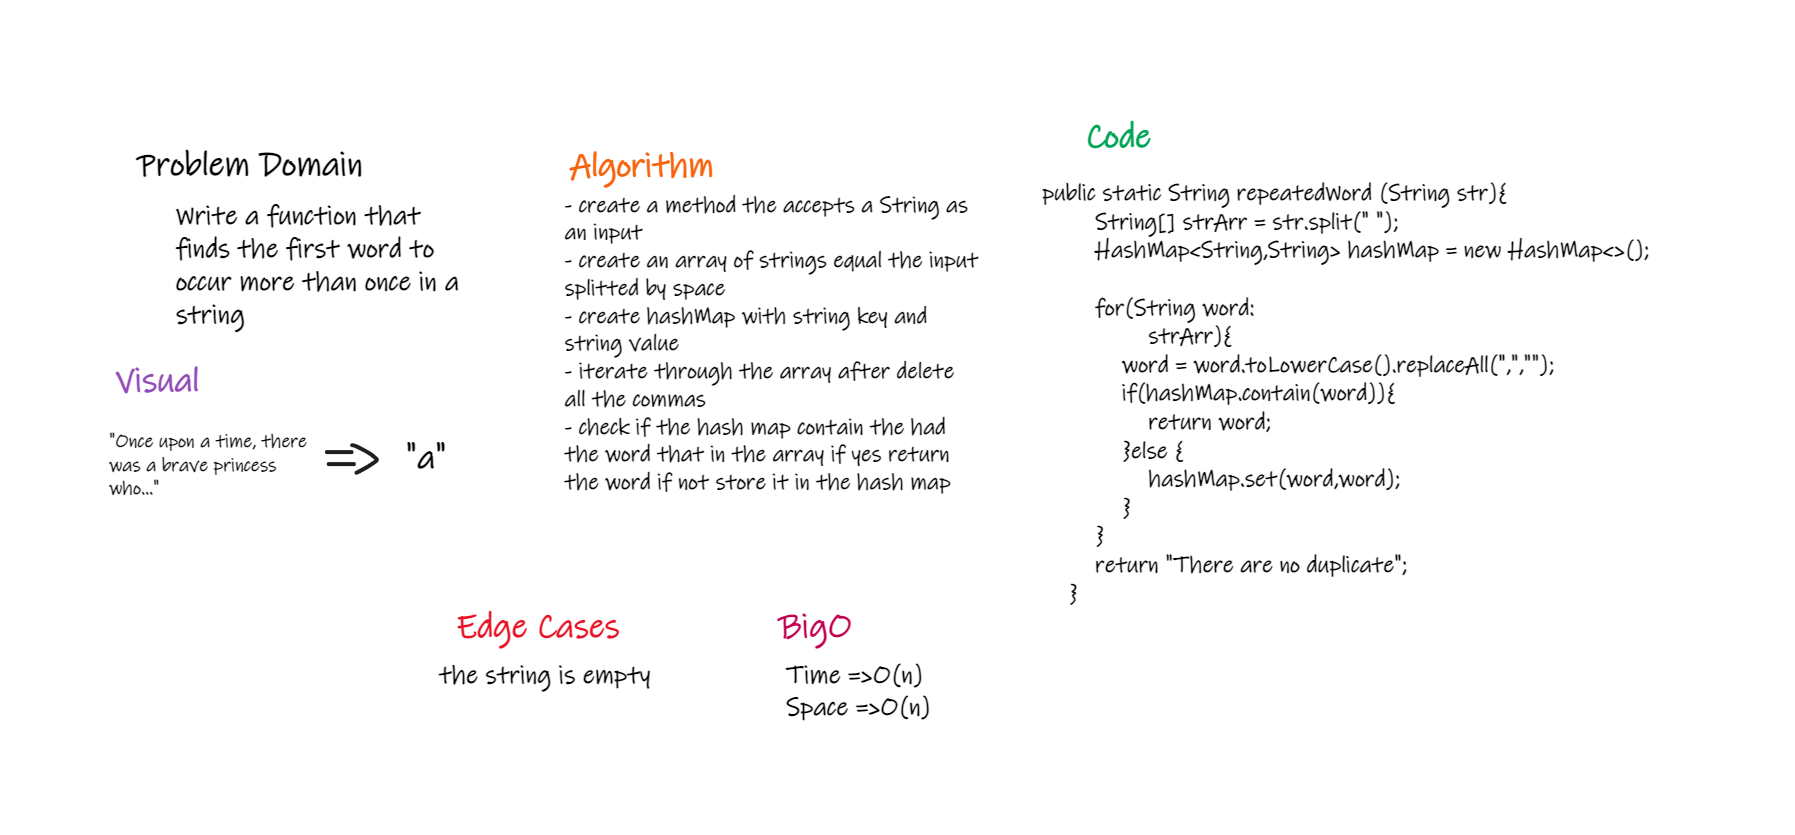 Problem Domain
Write a function that
finds the first word to
occur more than once in a
string
Visual
"Once upon a time, there
was a brave princess
who..."
=>
"a"
Algorithm
- create a method the accepts a String as
an input
- create an array of strings equal the input
splitted by space
- create hashMap with string key and
string value
- iterate through the array after delete
all the commas
- check if the hash map contain the had
the word that in the array if yes return
the word if not store it in the hash map
Edge Cases
the string is empty
BigO
Time =>O(n)
Space =>O(n)
Code
public static String repeatedWord (String str){
String[] strArr = str.split(" ");
HashMap<String,String> hashMap = new HashMap<>();
for(String word:
strArr){
word = word.toLowerCase().replaceAll(",","");
if(hashMap.contain(word)){
return word;
}else {
hashMap.set(word,word);
}
}
return "There are no duplicate";
}